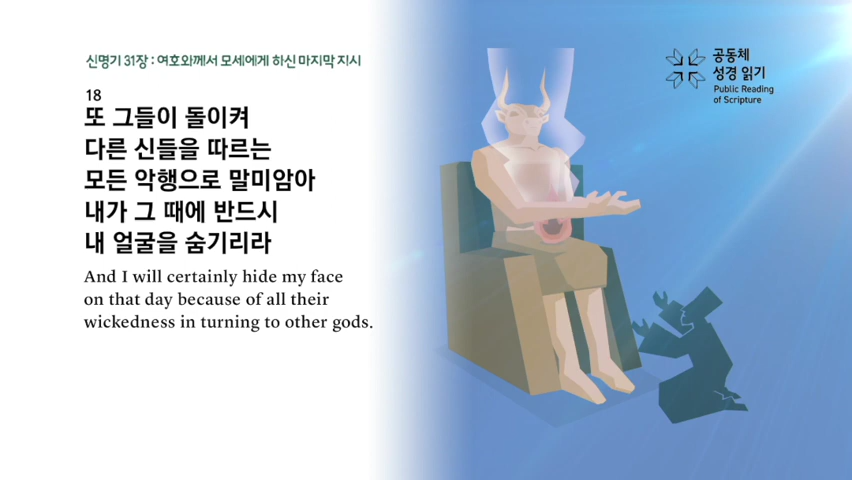 신명기 31장 : 여호와께서 모세에게 하신 마지막 지시
18
또 그들이 돌이켜
다른 신들을 따르는
모든 악행으로 말미암아
내가 그 때에 반드시
내 얼굴을 숨기리라
And I will certainly hide my face
on that day because of all their
wickedness in turning to other gods.
공동체
성경 읽기
Public Reading
of Scripture